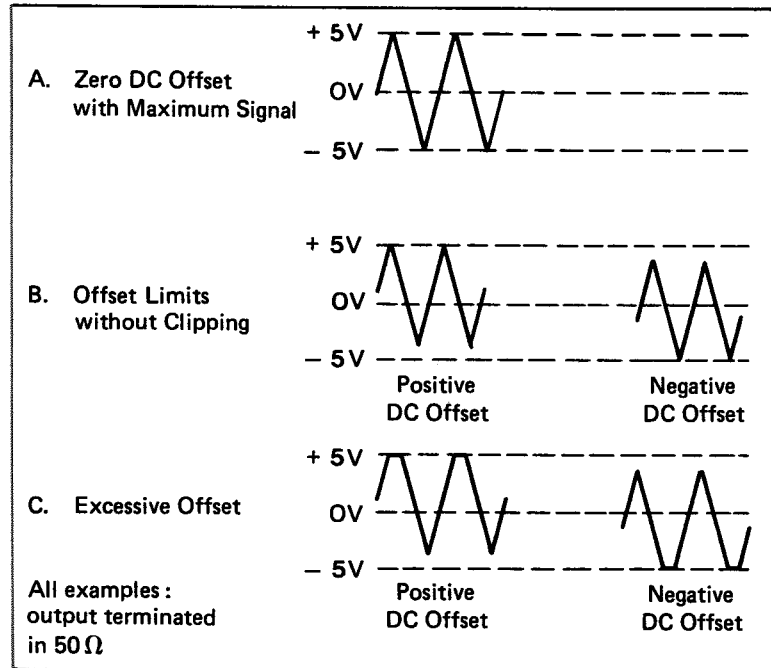 + 5V
A. Zero DC Offset
with Maximum Signal
0V
− 5V
+ 5V
B. Offset Limits
without Clipping
0V
− 5V
Positive
DC Offset
Negative
DC Offset
+ 5V
C. Excessive Offset
0V
− 5V
All examples :
output terminated
in 50Ω
Positive
DC Offset
Negative
DC Offset